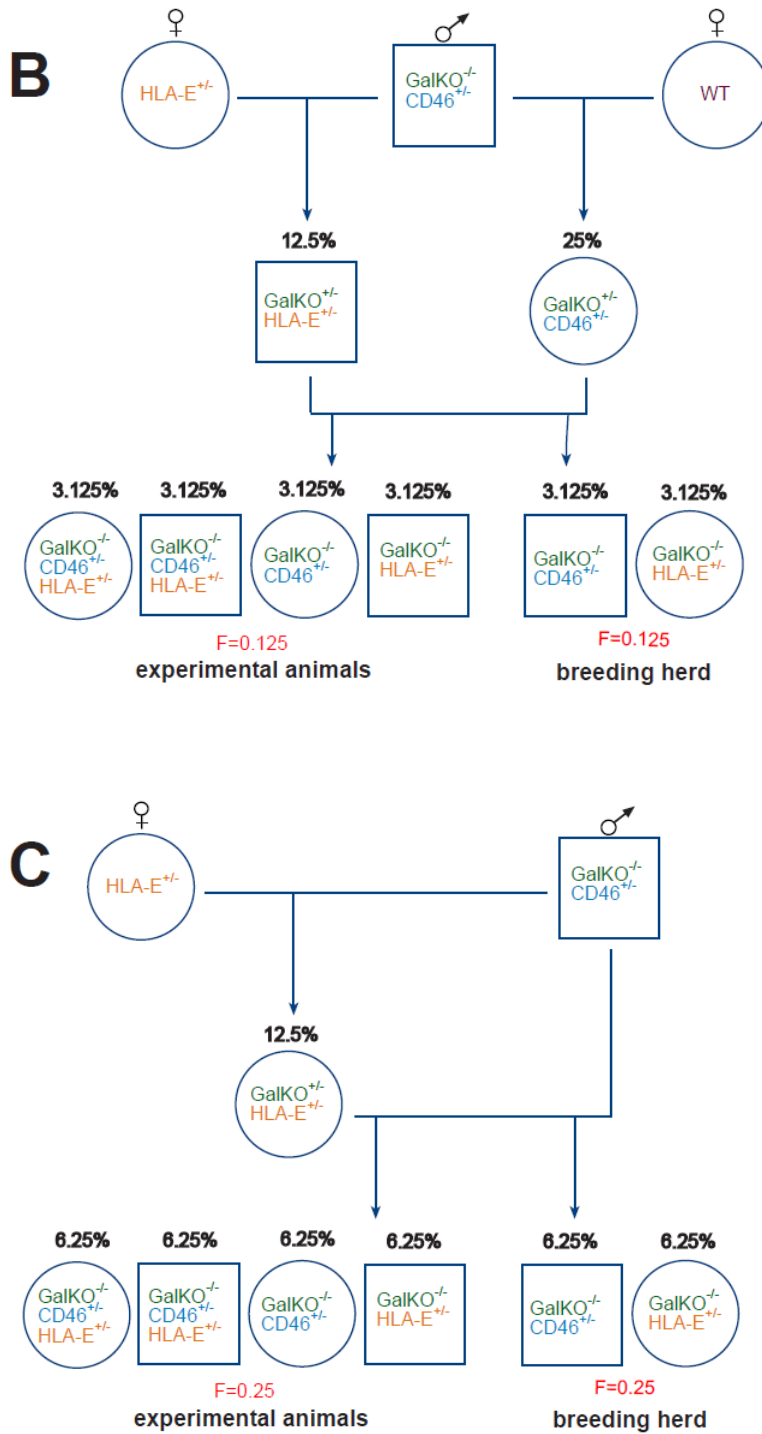 B
♀
♂
♀
HLA-E+/-
GalKO-/-
CD46+/-
WT
12.5%
25%
GalKO+/-
HLA-E+/-
GalKO+/-
CD46+/-
3.125%
3.125%
3.125%
3.125%
3.125%
3.125%
GalKO-/-
CD46+/-
HLA-E+/-
GalKO-/-
CD46+/-
HLA-E+/-
GalKO-/-
CD46+/-
GalKO-/-
HLA-E+/-
GalKO-/-
CD46+/-
GalKO-/-
HLA-E+/-
F=0.125
experimental animals
F=0.125
breeding herd
C
♀
♂
HLA-E+/-
GalKO-/-
CD46+/-
12.5%
GalKO+/-
HLA-E+/-
6.25%
6.25%
6.25%
6.25%
6.25%
6.25%
GalKO-/-
CD46+/-
HLA-E+/-
GalKO-/-
CD46+/-
HLA-E+/-
GalKO-/-
CD46+/-
GalKO-/-
HLA-E+/-
GalKO-/-
CD46+/-
GalKO-/-
HLA-E+/-
F=0.25
experimental animals
F=0.25
breeding herd